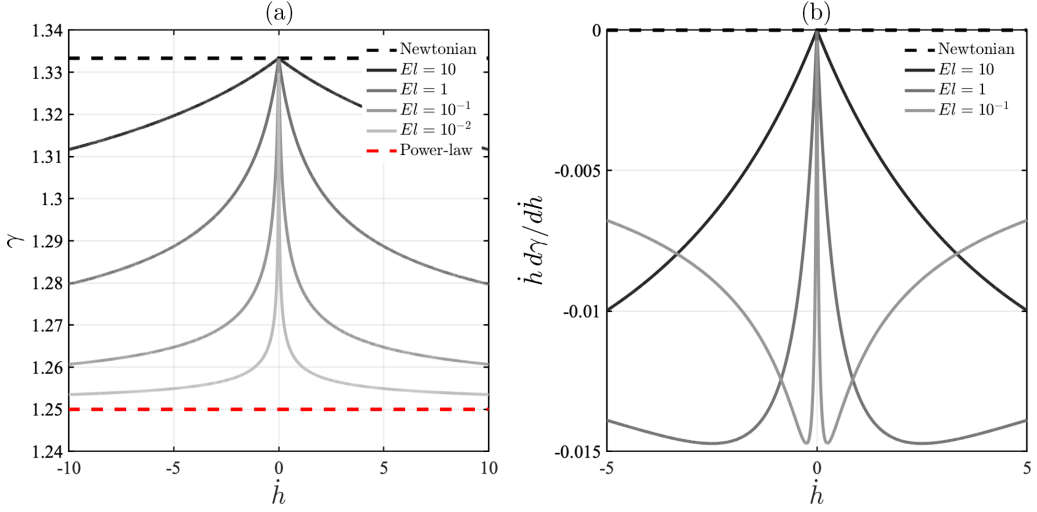 (a)
1.34
1.33
1.32
1.31
1.3
1.29
1.28
1.27
1.26
1.25
1.24
γ
-10
-5
0
5
10
ḣ
Newtonian
El = 10
El = 1
El = 10⁻¹
El = 10⁻²
Power-law
(b)
0
-0.005
-0.01
-0.015
ḣ dγ/dḣ
-5
0
5
ḣ
Newtonian
El = 10
El = 1
El = 10⁻¹